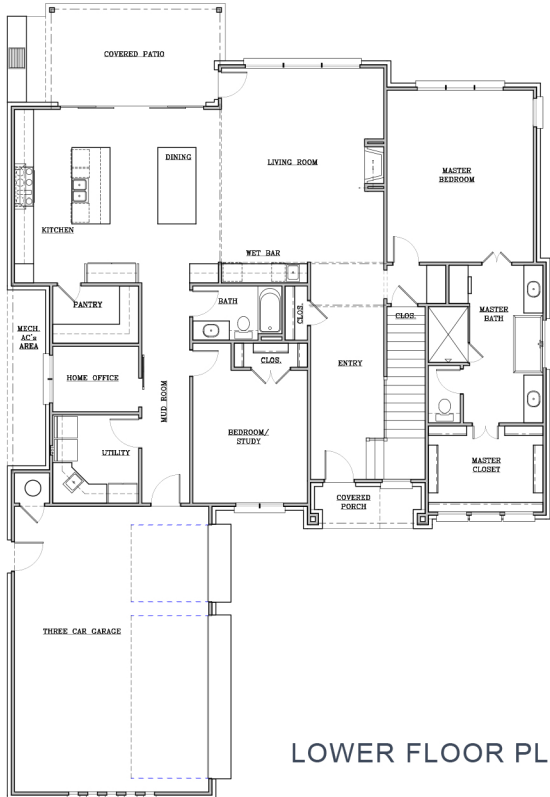 COVERED PATIO
DINING
LIVING ROOM
MASTER
BEDROOM
KITCHEN
WET BAR
PANTRY
BATH
CLOS.
CLOS.
MASTER
BATH
MECH.
AC's
AREA
CLOS.
ENTRY
HOME OFFICE
MUD ROOM
BEDROOM/
STUDY
UTILITY
MASTER
CLOSET
COVERED
PORCH
THREE CAR GARAGE
LOWER FLOOR PL